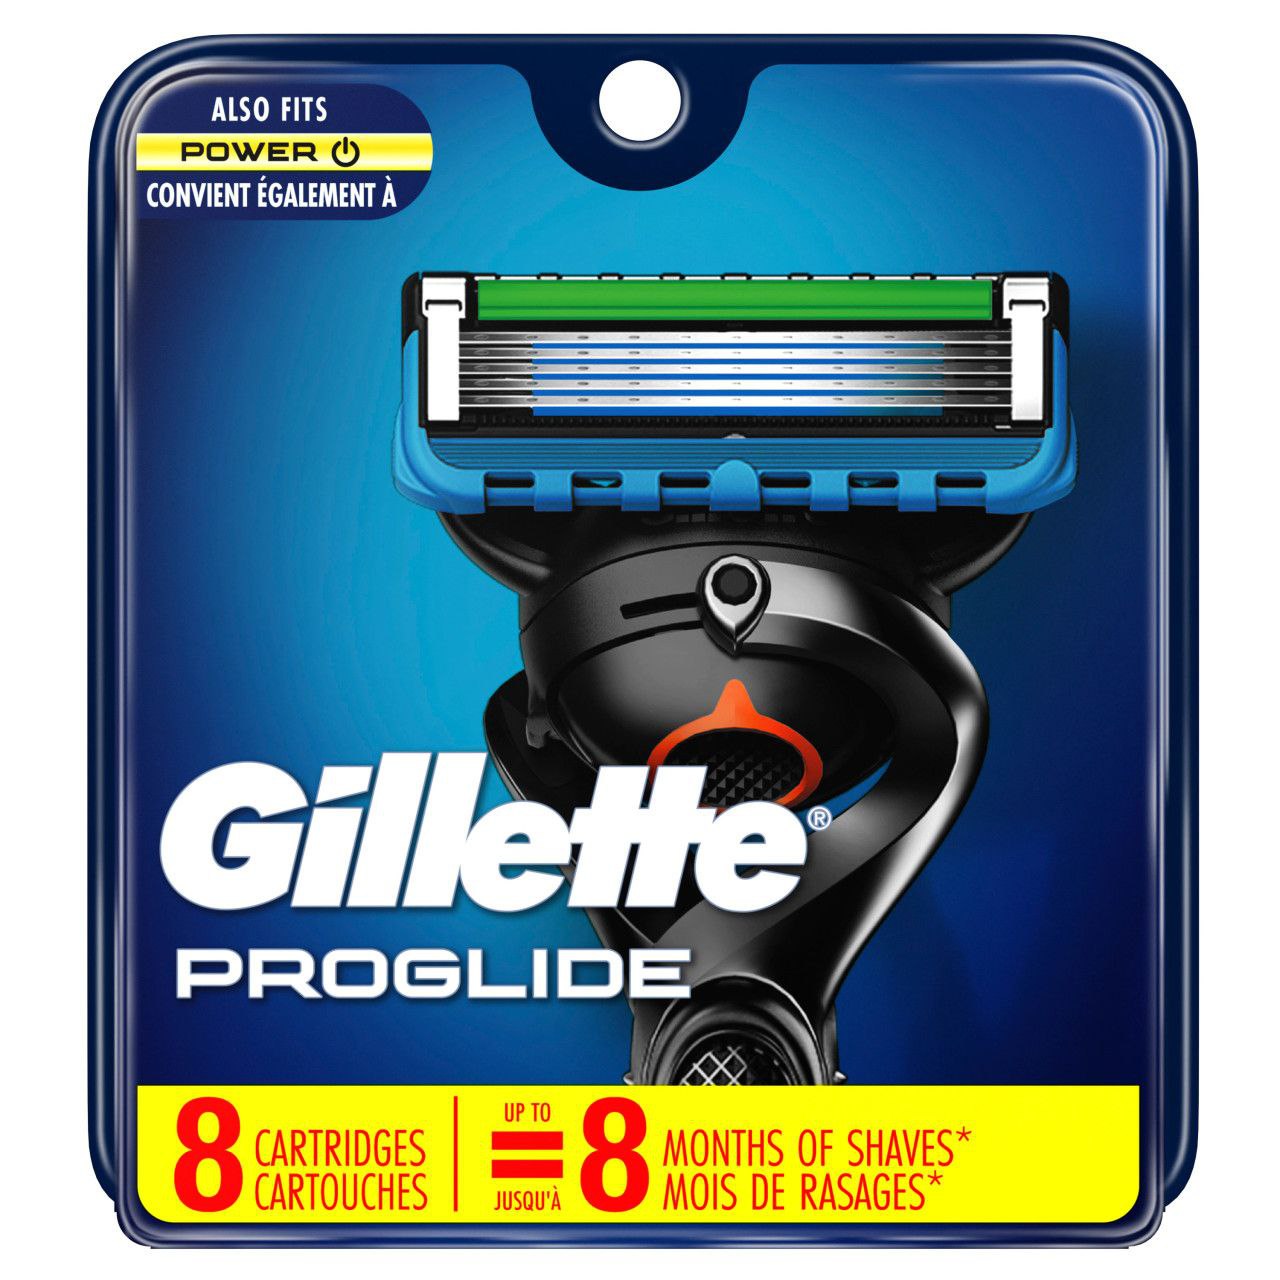 ALSO FITS
POWER
CONVIENT ÉGALEMENT À
Gillette®
PROGLIDE
8 CARTRIDGES
CARTOUCHES
UP TO
=
JUSQU'À
8 MONTHS OF SHAVES*
MOIS DE RASAGES*